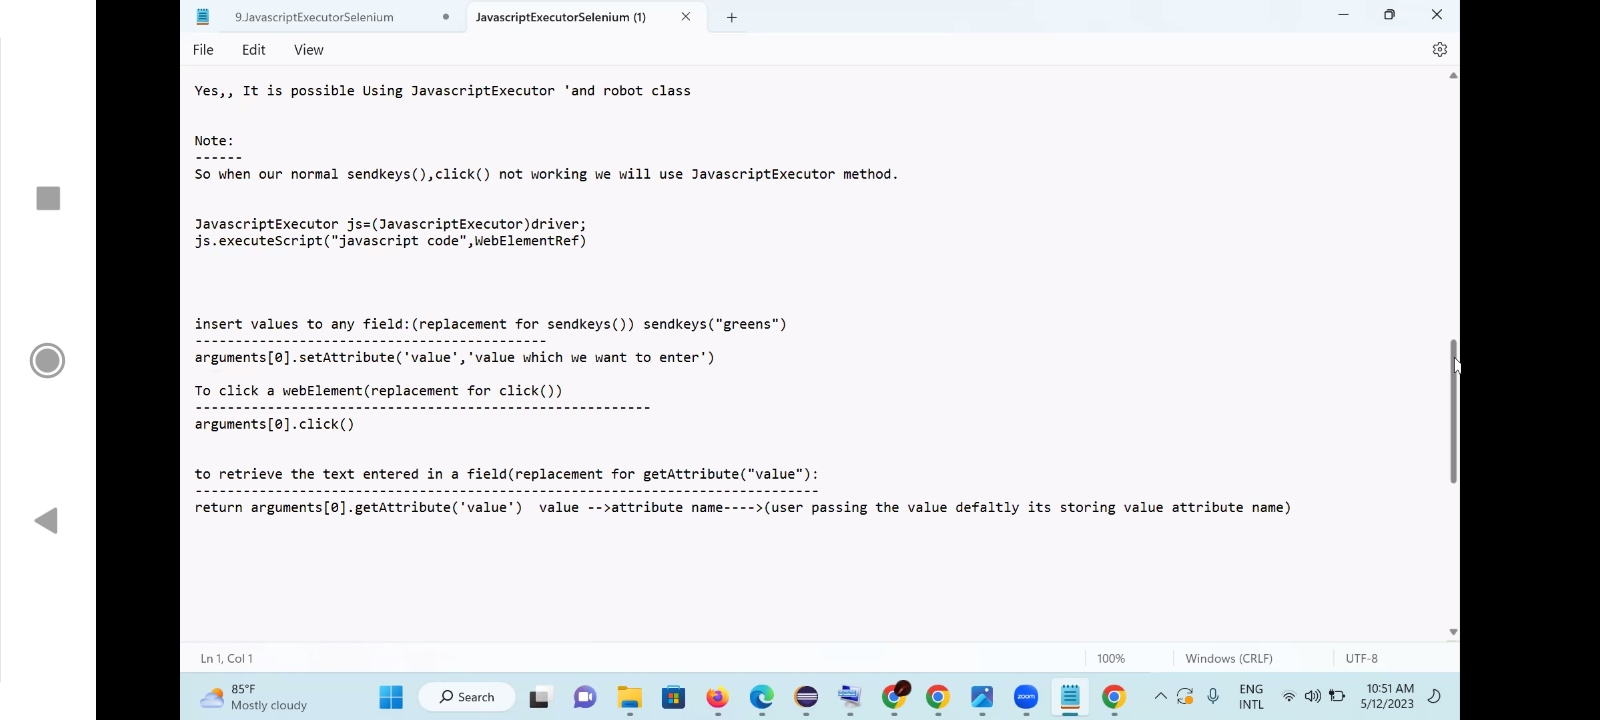 9.JavascriptExecutorSelenium
JavascriptExecutorSelenium (1)
File Edit View
Yes,, It is possible Using JavascriptExecutor 'and robot class
Note:
------
So when our normal sendkeys(),click() not working we will use JavascriptExecutor method.
JavascriptExecutor js=(JavascriptExecutor)driver;
js.executeScript("javascript code",WebElementRef)
insert values to any field:(replacement for sendkeys()) sendkeys("greens")
--------------------------------------------
arguments[0].setAttribute('value','value which we want to enter')
To click a webElement(replacement for click())
---------------------------------------------------------
arguments[0].click()
to retrieve the text entered in a field(replacement for getAttribute("value"):
------------------------------------------------------------------------------
return arguments[0].getAttribute('value')  value -->attribute name---->(user passing the value defaltly its storing value attribute name)
Ln 1, Col 1
100%
Windows (CRLF)
UTF-8
85°F
Mostly cloudy
Search
zoom
ENG
INTL
10:51 AM
5/12/2023